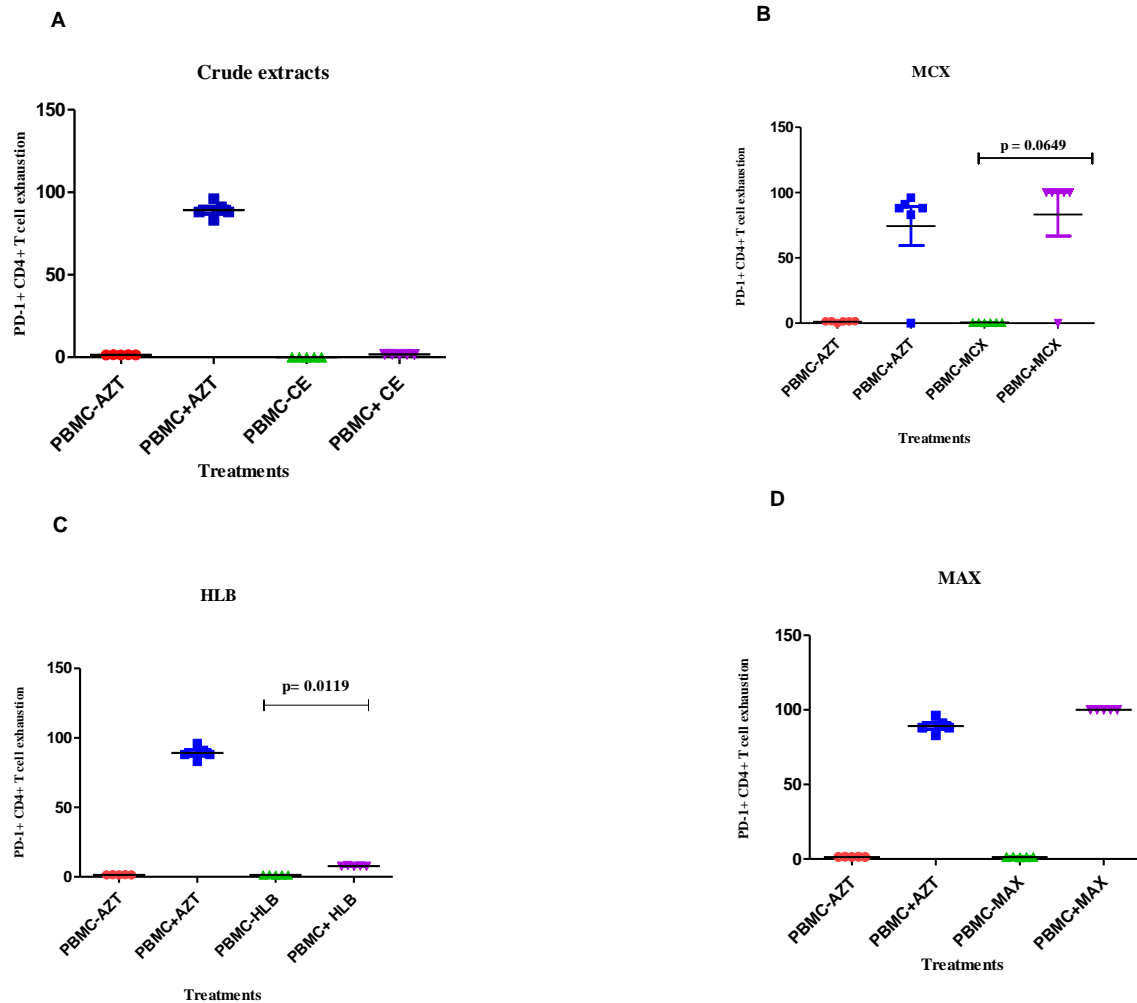 A
Crude extracts
PD-1+ CD4+ T cell exhaustion
150
100
50
0
PBMC-AZT
PBMC+AZT
PBMC-CE
PBMC+ CE
Treatments
B
MCX
PD-1+ CD4+ T cell exhaustion
150
100
50
0
p = 0.0649
PBMC-AZT
PBMC+AZT
PBMC-MCX
PBMC+MCX
Treatments
C
HLB
PD-1+ CD4+ T cell exhaustion
150
100
50
0
p= 0.0119
PBMC-AZT
PBMC+AZT
PBMC-HLB
PBMC+ HLB
Treatments
D
MAX
PD-1+ CD4+ T cell exhaustion
150
100
50
0
PBMC-AZT
PBMC+AZT
PBMC-MAX
PBMC+MAX
Treatments